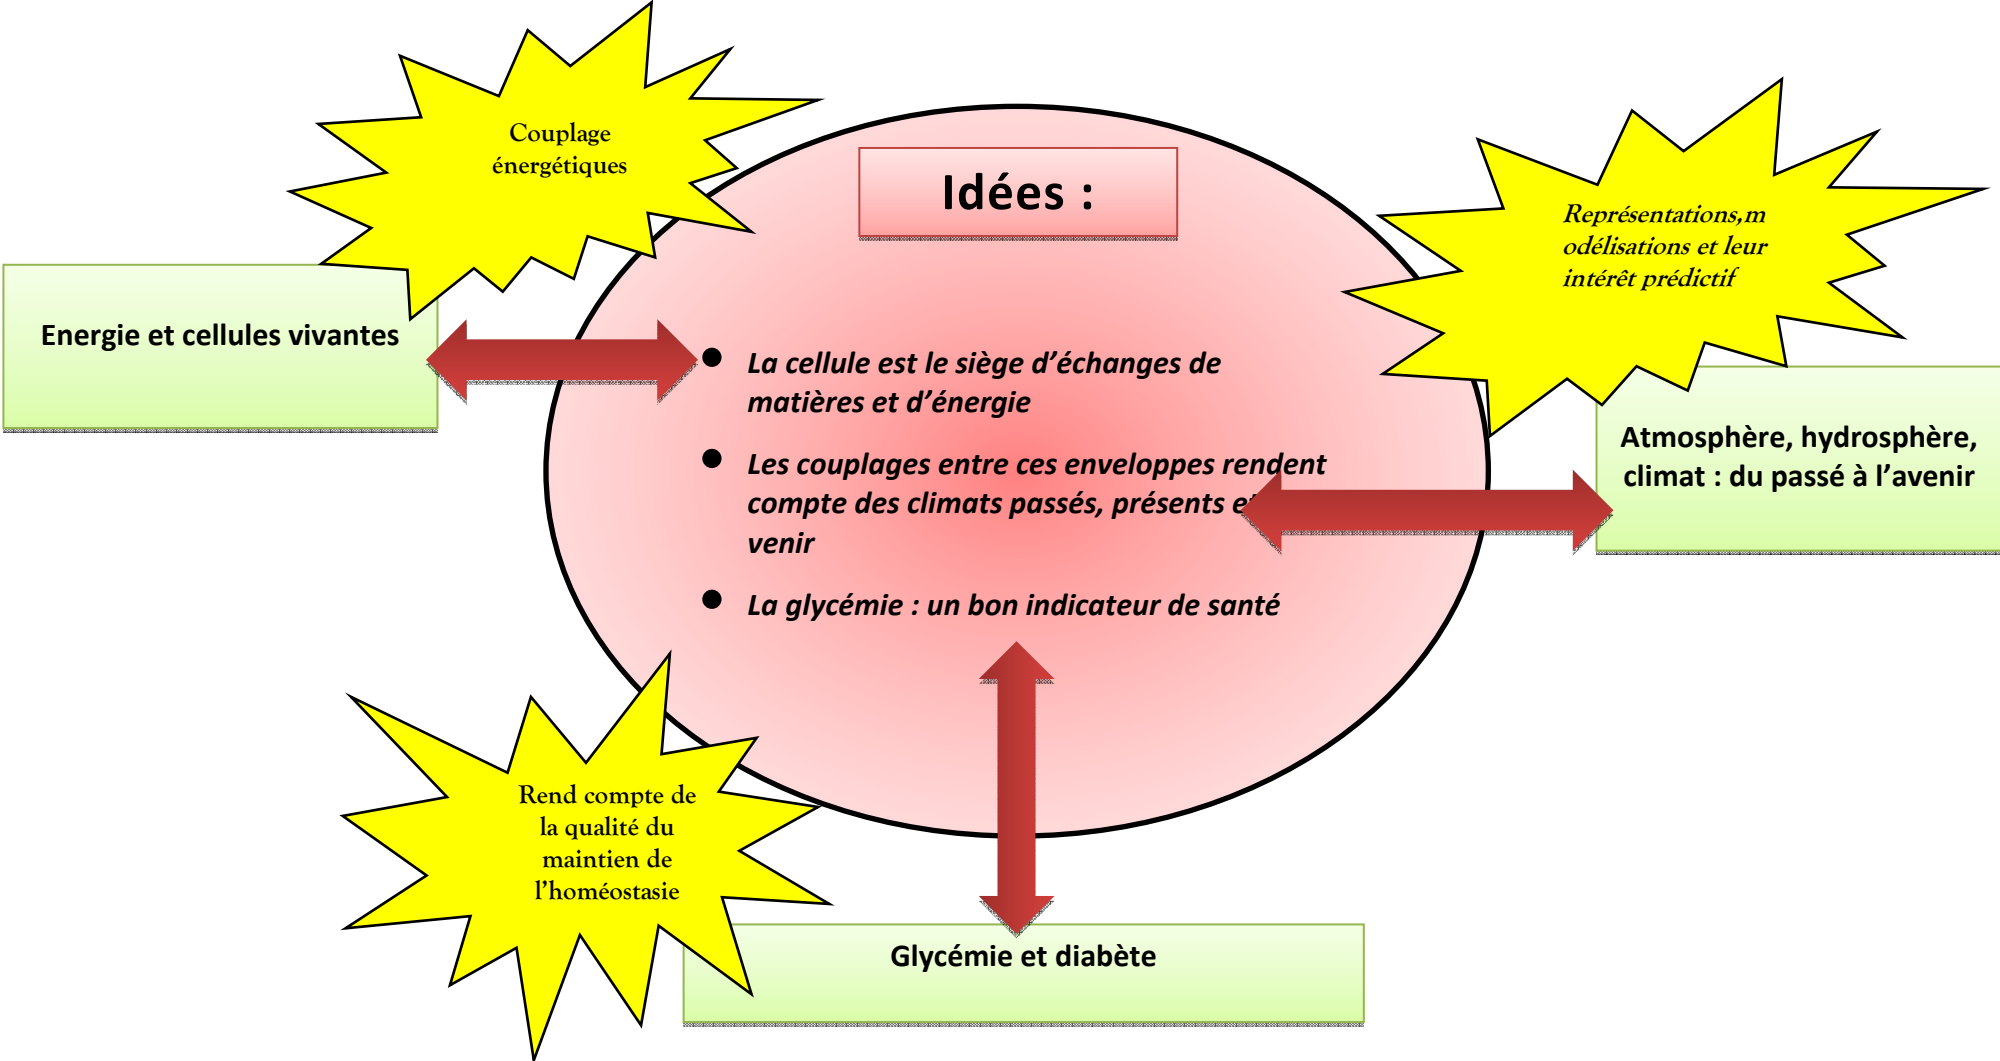 Couplage
énergétiques
Idées :
Représentations,m
odélisations et leur
intérêt prédictif
Energie et cellules vivantes
● La cellule est le siège d’échanges de
matières et d’énergie
● Les couplages entre ces enveloppes rendent
compte des climats passés, présents
venir
● La glycémie : un bon indicateur de santé
Atmosphère, hydrosphère,
climat : du passé à l’avenir
Rend compte de
la qualité du
maintien de
l’homéostasie
Glycémie et diabète